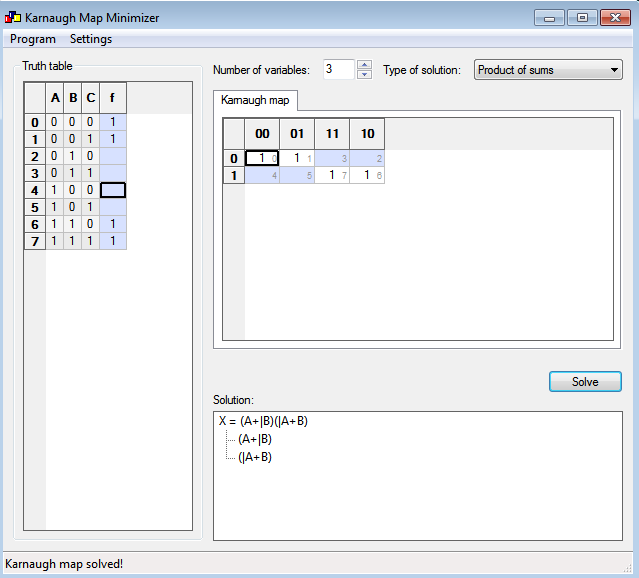 Karnaugh Map Minimizer
Program Settings
Truth table
A B C f
0 0 0 0 1
1 0 0 1 1
2 0 1 0
3 0 1 1
4 1 0 0
5 1 0 1
6 1 1 0 1
7 1 1 1 1
Number of variables: 3 Type of solution: Product of sums
Karnaugh map
00 01 11 10
0 1 0 1 1 3 2
1 4 5 1 7 1 6
Solve
Solution:
X = (A+|B)(|A+B)
(A+|B)
(|A+B)
Karnaugh map solved!